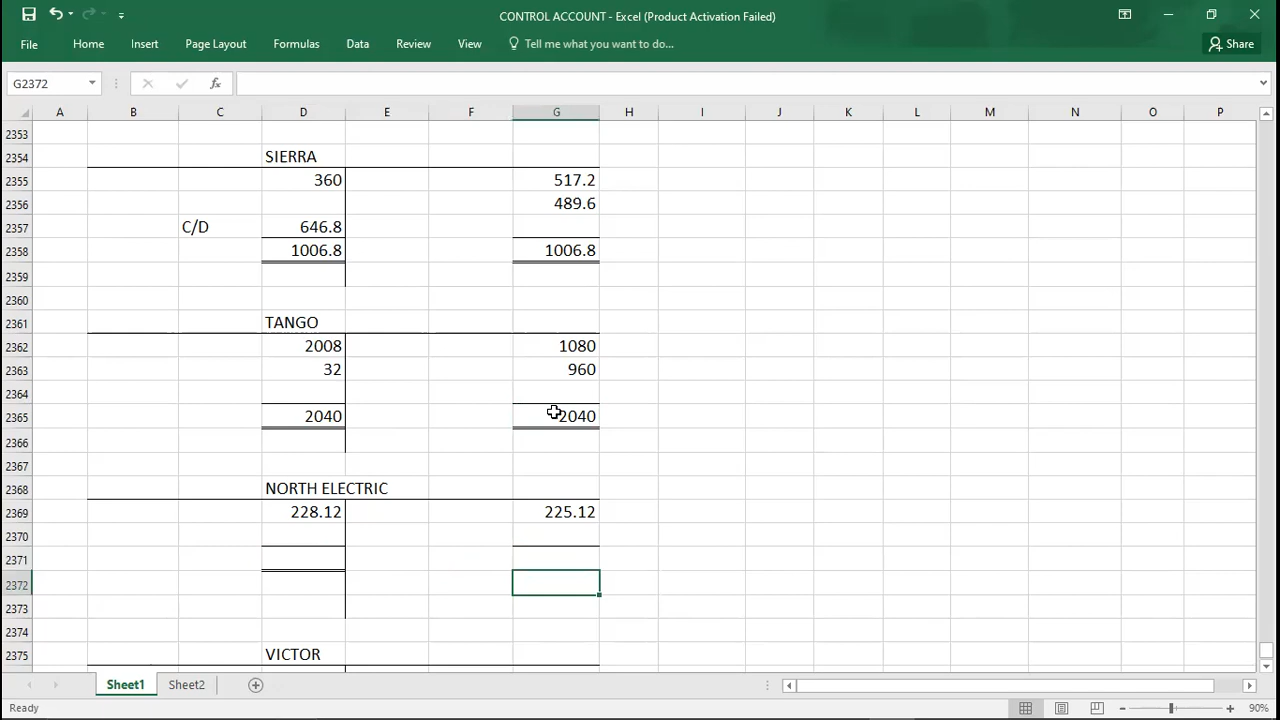 CONTROL ACCOUNT - Excel (Product Activation Failed)
File Home Insert Page Layout Formulas Data Review View Tell me what you want to do... Share
G2372 fx
A B C D E F G H I J K L M N O P
2353
2354 SIERRA
2355 360 517.2
2356 489.6
2357 C/D 646.8
2358 1006.8 1006.8
2359
2360
2361 TANGO
2362 2008 1080
2363 32 960
2364
2365 2040 2040
2366
2367
2368 NORTH ELECTRIC
2369 228.12 225.12
2370
2371
2372
2373
2374
2375 VICTOR
Sheet1 Sheet2
Ready 90%